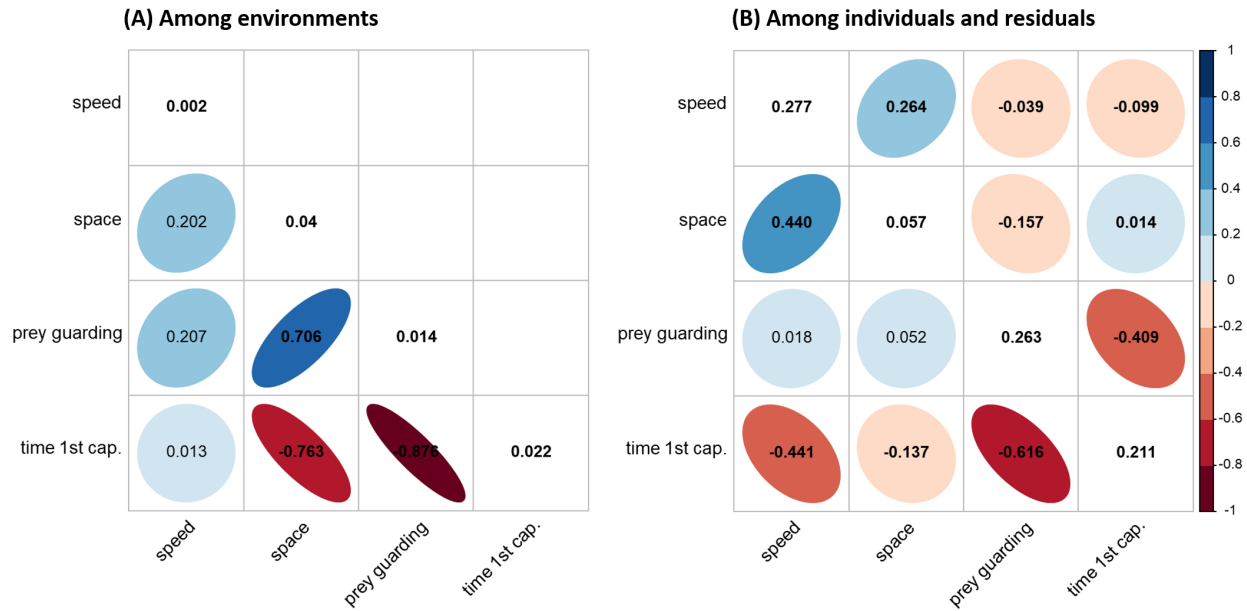 (A) Among environments
(B) Among individuals and residuals
speed
0.002
space
0.202
0.04
prey guarding
0.207
0.706
0.014
time 1st cap.
0.013
-0.763
-0.876
0.022
speed
space
prey guarding
time 1st cap.
speed
0.277
0.264
-0.039
-0.099
space
0.440
0.057
-0.157
0.014
prey guarding
0.018
0.052
0.263
-0.409
time 1st cap.
-0.441
-0.137
-0.616
0.211
speed
space
prey guarding
time 1st cap.
1
0.8
0.6
0.4
0.2
0
-0.2
-0.4
-0.6
-0.8
-1